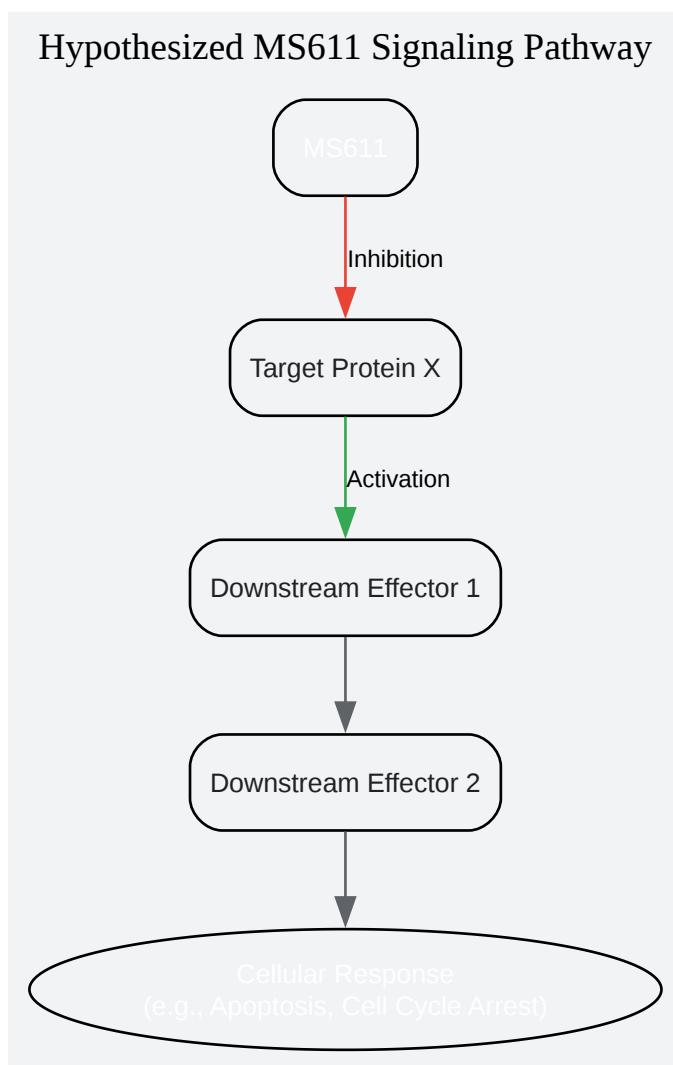 Hypothesized MS611 Signaling Pathway
MS611
Inhibition
Target Protein X
Activation
Downstream Effector 1
Downstream Effector 2
Cellular Response
(e.g., Apoptosis, Cell Cycle Arrest)